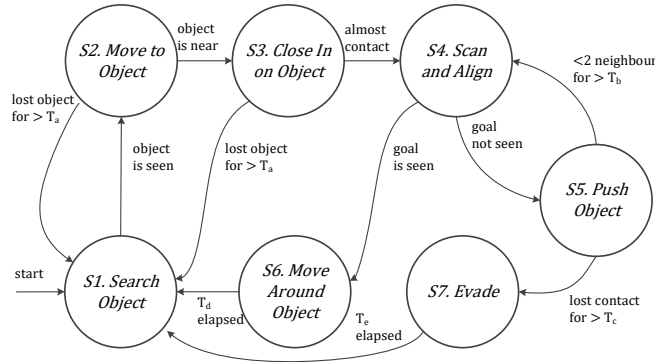 S2. Move to
Object
object
is near
S3. Close In
on Object
almost
contact
S4. Scan
and Align
<2 neighbour
for > T_b
lost object
for > T_a
object
is seen
lost object
for > T_a
goal
is seen
goal
not seen
S5. Push
Object
start
S1. Search
Object
T_d
elapsed
S6. Move
Around
Object
T_e
elapsed
S7. Evade
lost contact
for > T_c